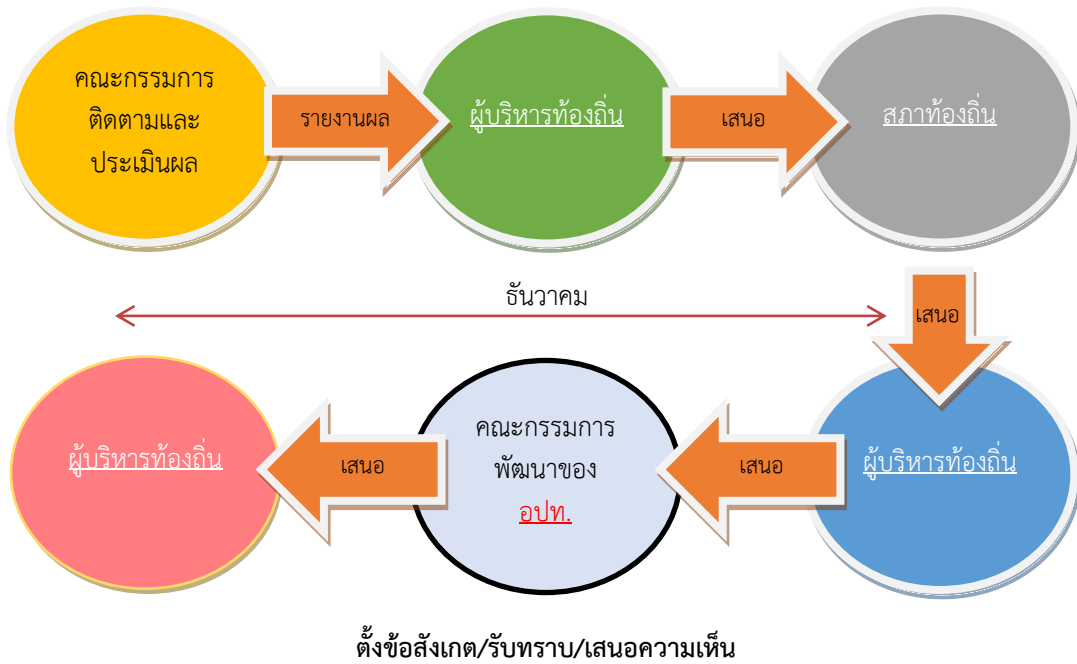 คณะกรรมการ
ติดตามและ
ประเมินผล
รายงานผล
ผู้บริหารท้องถิ่น
เสนอ
สภาท้องถิ่น
ธันวาคม
เสนอ
ผู้บริหารท้องถิ่น
เสนอ
คณะกรรมการ
พัฒนาของ
อปท.
เสนอ
ผู้บริหารท้องถิ่น
ตั้งข้อสังเกต/รับทราบ/เสนอความเห็น